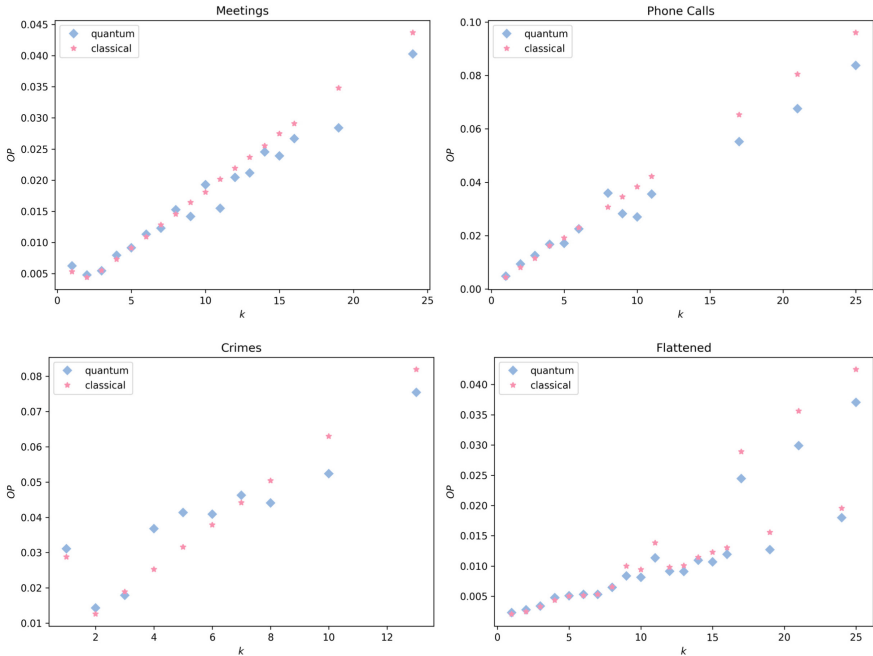 Meetings
quantum
classical
OP
0.045
0.040
0.035
0.030
0.025
0.020
0.015
0.010
0.005
0 5 10 15 20 25
k
Phone Calls
quantum
classical
OP
0.10
0.08
0.06
0.04
0.02
0.00
0 5 10 15 20 25
k
Crimes
quantum
classical
OP
0.08
0.07
0.06
0.05
0.04
0.03
0.02
0.01
2 4 6 8 10 12
k
Flattened
quantum
classical
OP
0.040
0.035
0.030
0.025
0.020
0.015
0.010
0.005
0 5 10 15 20 25
k